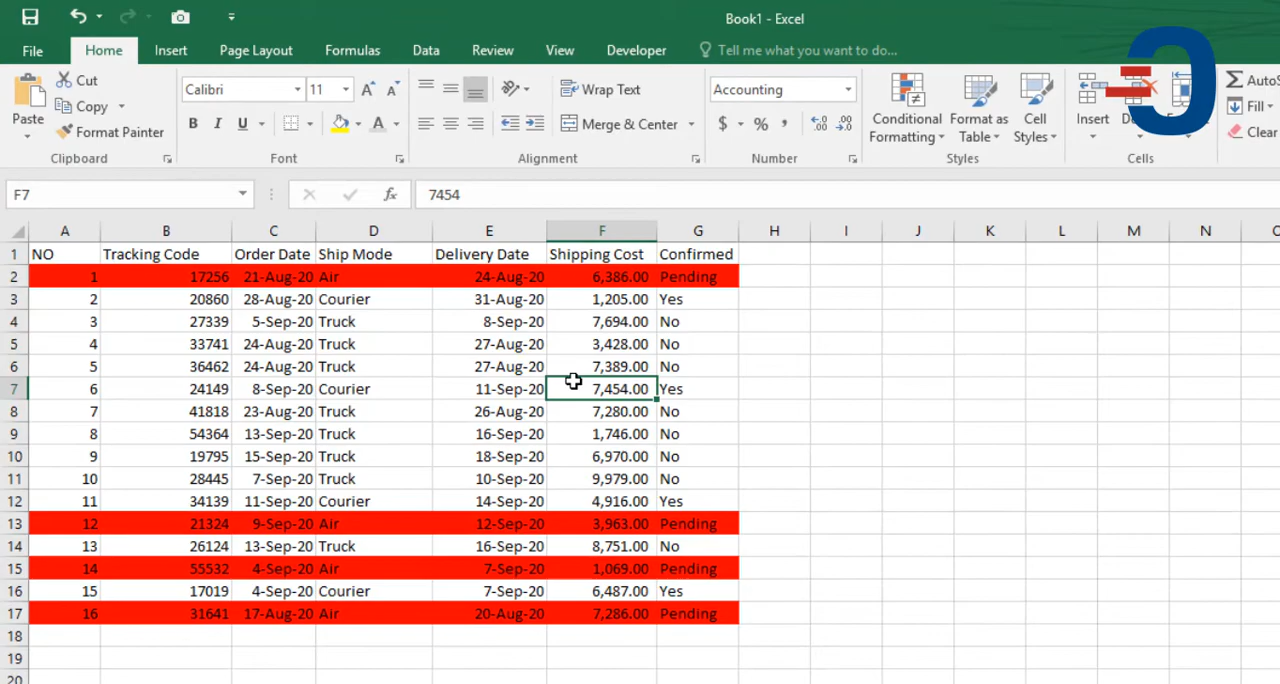 Book1 - Excel
File Home Insert Page Layout Formulas Data Review View Developer Tell me what you want to do...
Cut
Copy
Format Painter
Paste
Clipboard
Calibri 11
B I U
Font
Wrap Text
Merge & Center
Alignment
Accounting
$ % ,
Number
Conditional Formatting
Format as Table
Cell Styles
Styles
Insert
Cells
Fill
Clear
F7 fx 7454
A B C D E F G H I J K L M N
1 NO Tracking Code Order Date Ship Mode Delivery Date Shipping Cost Confirmed
2 1 17256 21-Aug-20 Air 24-Aug-20 6,386.00 Pending
3 2 20860 28-Aug-20 Courier 31-Aug-20 1,205.00 Yes
4 3 27339 5-Sep-20 Truck 8-Sep-20 7,694.00 No
5 4 33741 24-Aug-20 Truck 27-Aug-20 3,428.00 No
6 5 36462 24-Aug-20 Truck 27-Aug-20 7,389.00 No
7 6 24149 8-Sep-20 Courier 11-Sep-20 7,454.00 Yes
8 7 41818 23-Aug-20 Truck 26-Aug-20 7,280.00 No
9 8 54364 13-Sep-20 Truck 16-Sep-20 1,746.00 No
10 9 19795 15-Sep-20 Truck 18-Sep-20 6,970.00 No
11 10 28445 7-Sep-20 Truck 10-Sep-20 9,979.00 No
12 11 34139 11-Sep-20 Courier 14-Sep-20 4,916.00 Yes
13 12 21324 9-Sep-20 Air 12-Sep-20 3,963.00 Pending
14 13 26124 13-Sep-20 Truck 16-Sep-20 8,751.00 No
15 14 55532 4-Sep-20 Air 7-Sep-20 1,069.00 Pending
16 15 17019 4-Sep-20 Courier 7-Sep-20 6,487.00 Yes
17 16 31641 17-Aug-20 Air 20-Aug-20 7,286.00 Pending
18
19
20